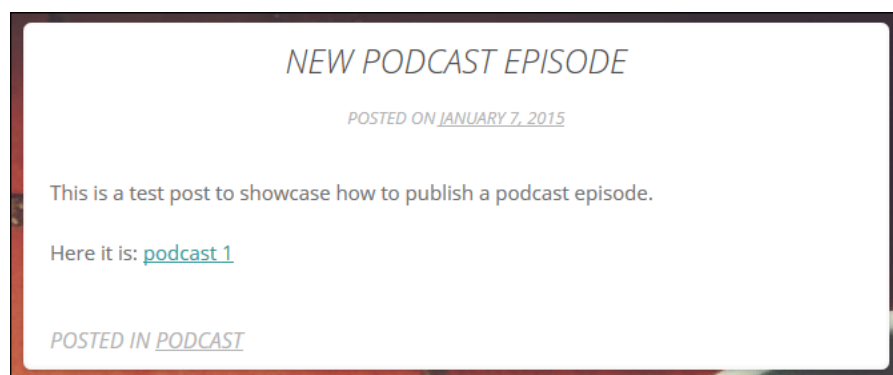 NEW PODCAST EPISODE
POSTED ON JANUARY 7, 2015
This is a test post to showcase how to publish a podcast episode.
Here it is: podcast 1
POSTED IN PODCAST